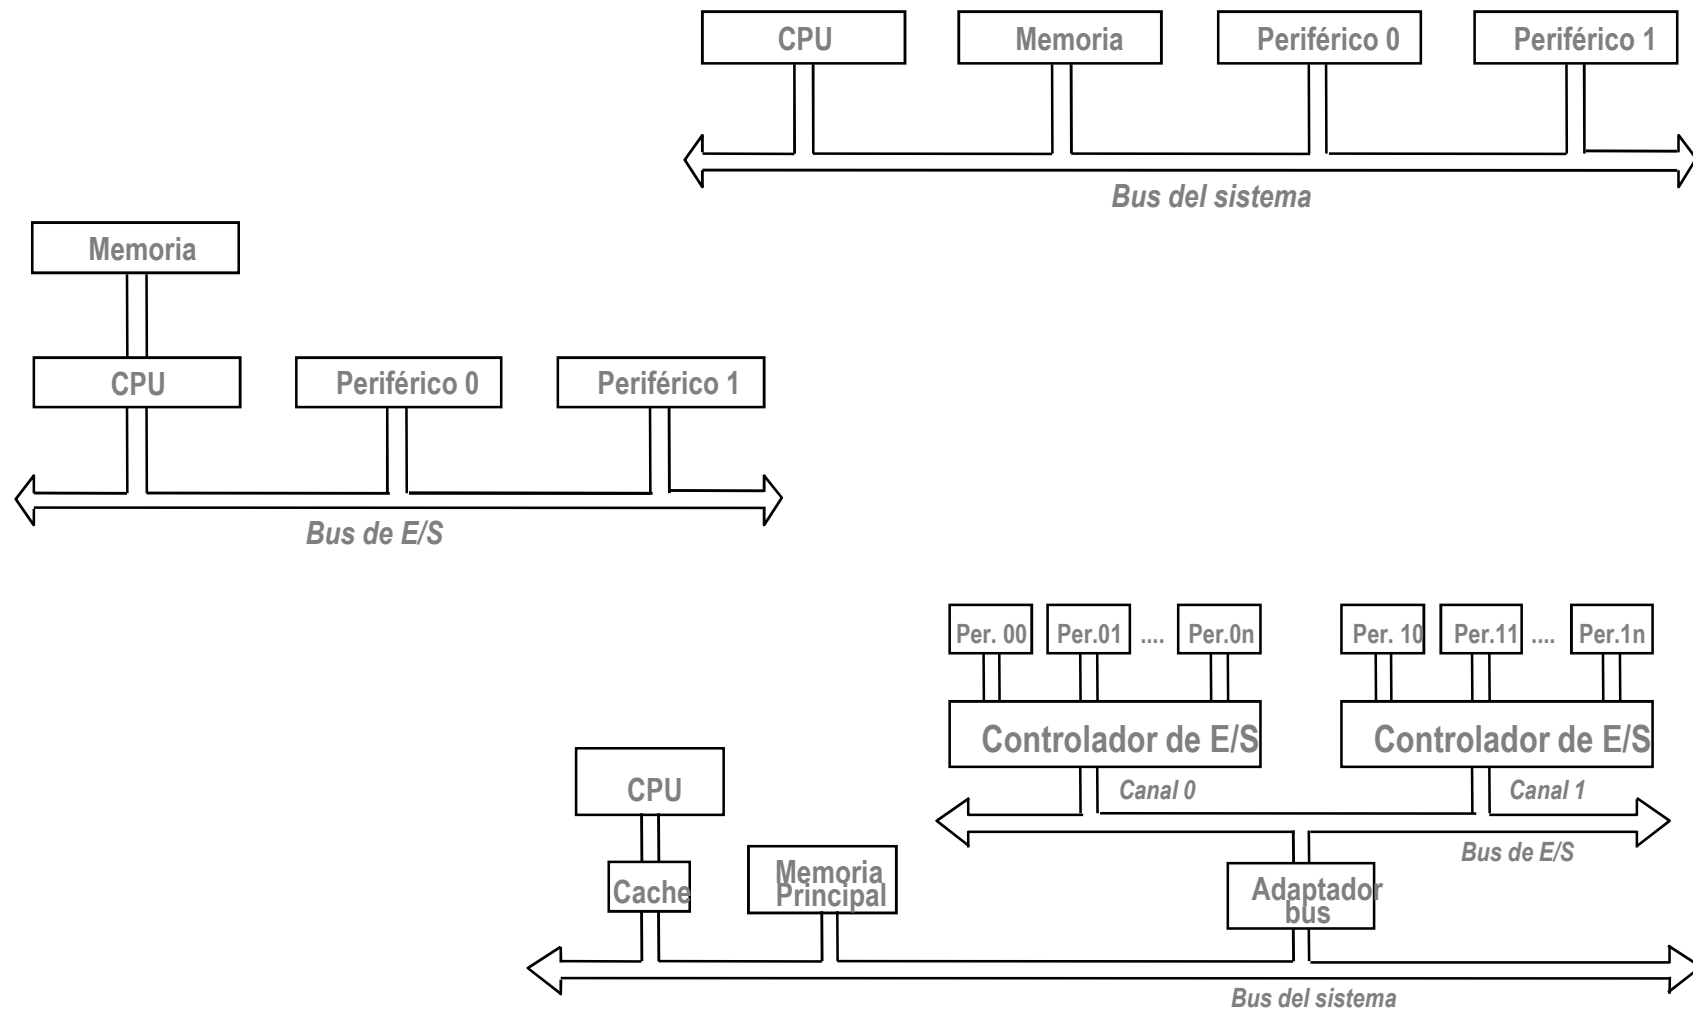 CPU Memoria Periférico 0 Periférico 1
Bus del sistema
Memoria
CPU Periférico 0 Periférico 1
Bus de E/S
Per. 00 Per.01 .... Per.0n Per. 10 Per.11 .... Per.1n
Controlador de E/S Controlador de E/S
Canal 0 Canal 1
CPU
Bus de E/S
Cache
Memoria
Principal
Adaptador
bus
Bus del sistema